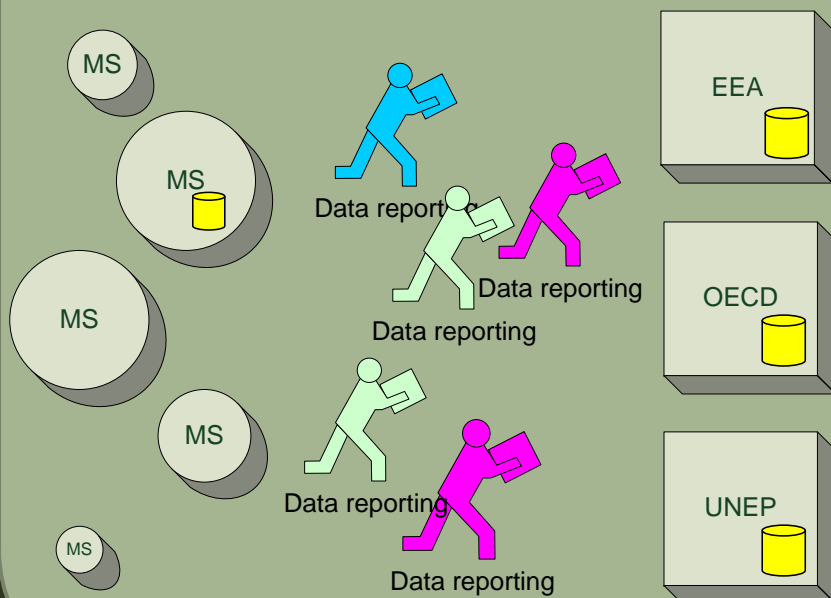 MS
MS
MS
MS
MS
Data reporting
Data reporting
Data reporting
Data reporting
Data reporting
EEA
OECD
UNEP